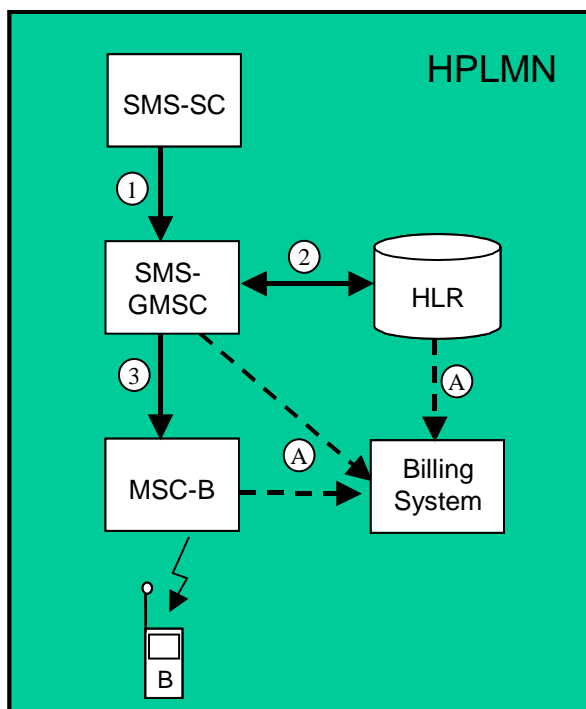 HPLMN
SMS-SC
1
SMS-
GMSC
2
HLR
3
A
A
MSC-B
Billing
System
B